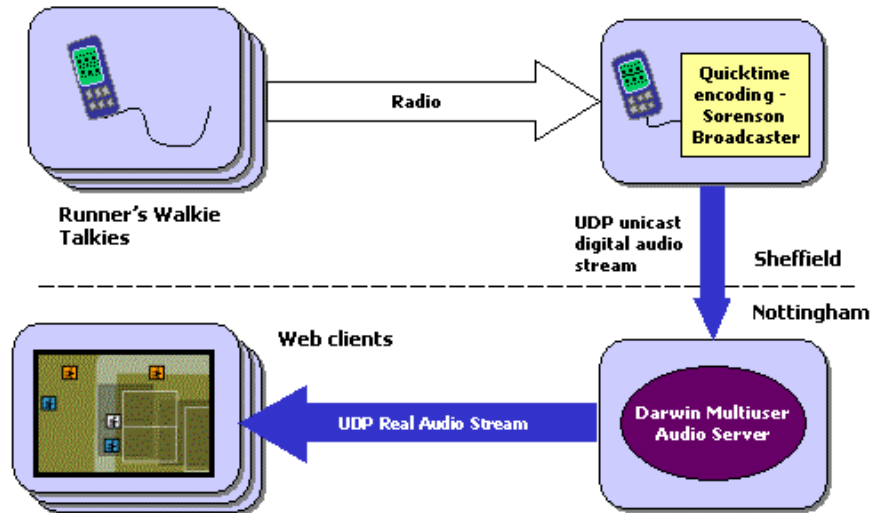 Radio
Quicktime
encoding -
Sorenson
Broadcaster
Runner's Walkie
Talkies
UDP unicast
digital audio
stream
Sheffield
Nottingham
Web clients
UDP Real Audio Stream
Darwin Multiuser
Audio Server